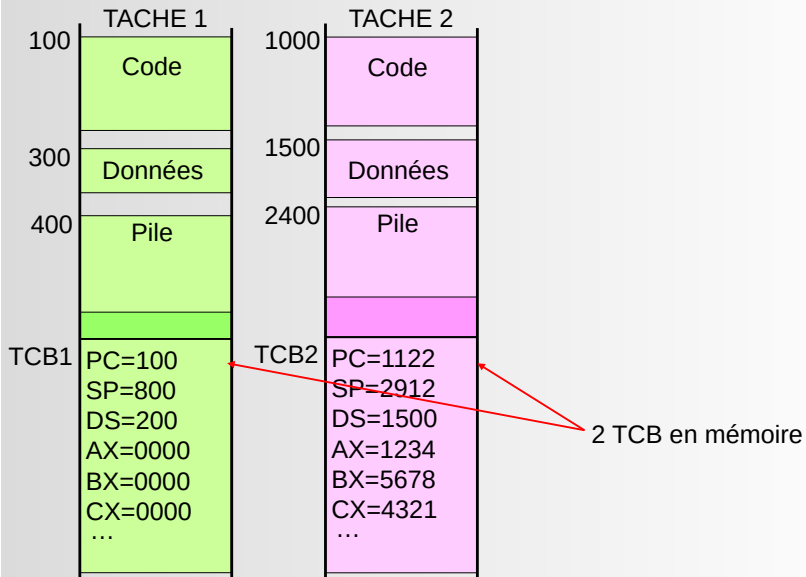 TACHE 1
100
Code
300
Données
400
Pile
TCB1
PC=100
SP=800
DS=200
AX=0000
BX=0000
CX=0000
…
TACHE 2
1000
Code
1500
Données
2400
Pile
TCB2
PC=1122
SP=2912
DS=1500
AX=1234
BX=5678
CX=4321
…
2 TCB en mémoire